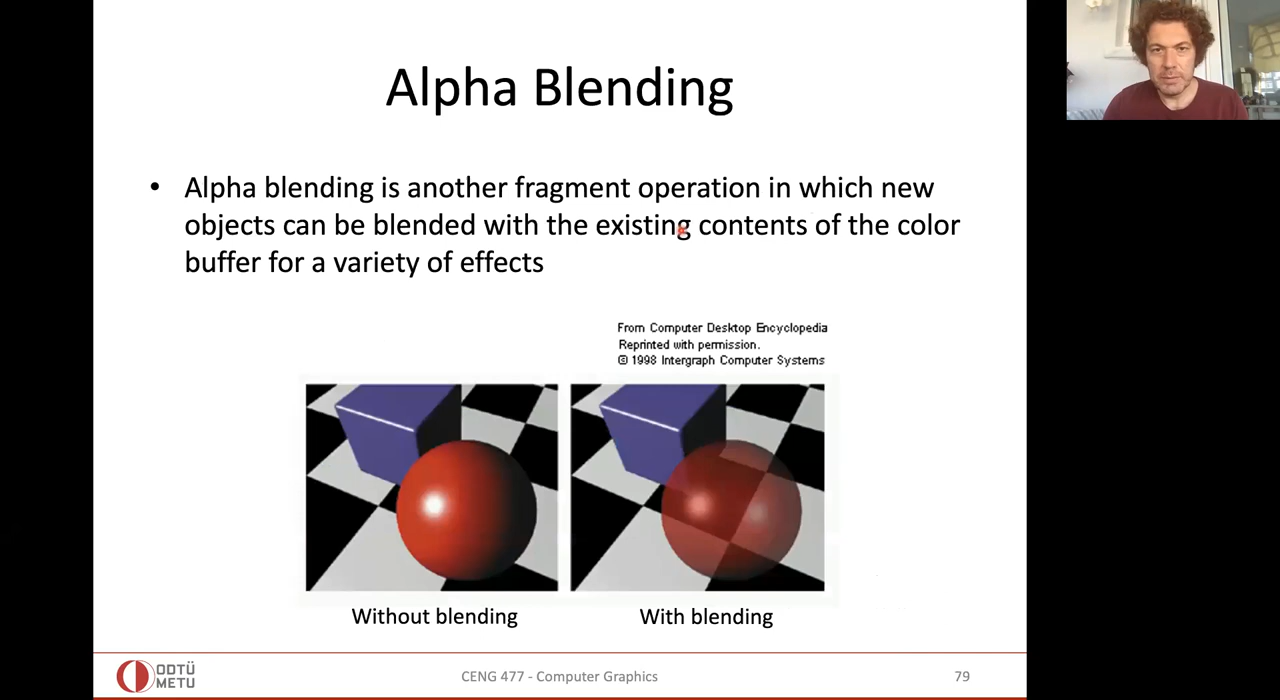 Alpha Blending
• Alpha blending is another fragment operation in which new
objects can be blended with the existing contents of the color
buffer for a variety of effects
From Computer Desktop Encyclopedia
Reprinted with permission.
© 1998 Intergraph Computer Systems
Without blending
With blending
ODTÜ
METU
CENG 477 - Computer Graphics
79